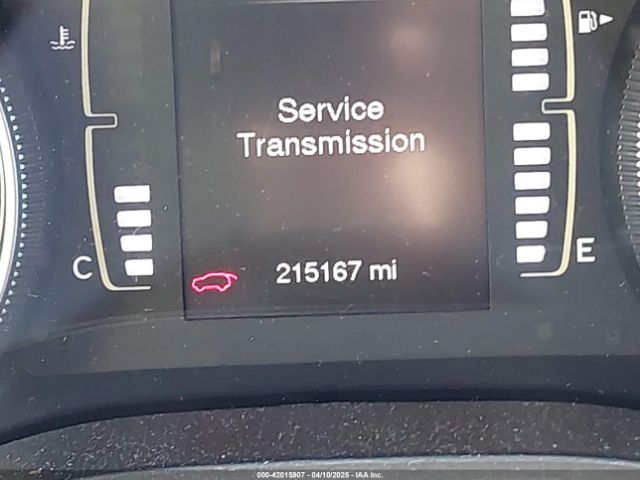 Service
Transmission
C
E
215167 mi
000-42015907 - 04/10/2025 - IAA Inc.